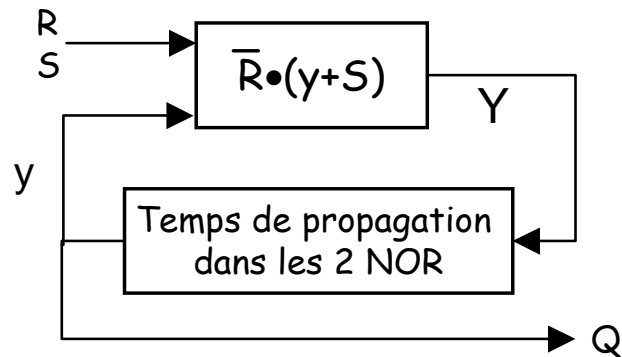 R
S
R̅•(y+S)
Y
y
Temps de propagation
dans les 2 NOR
Q